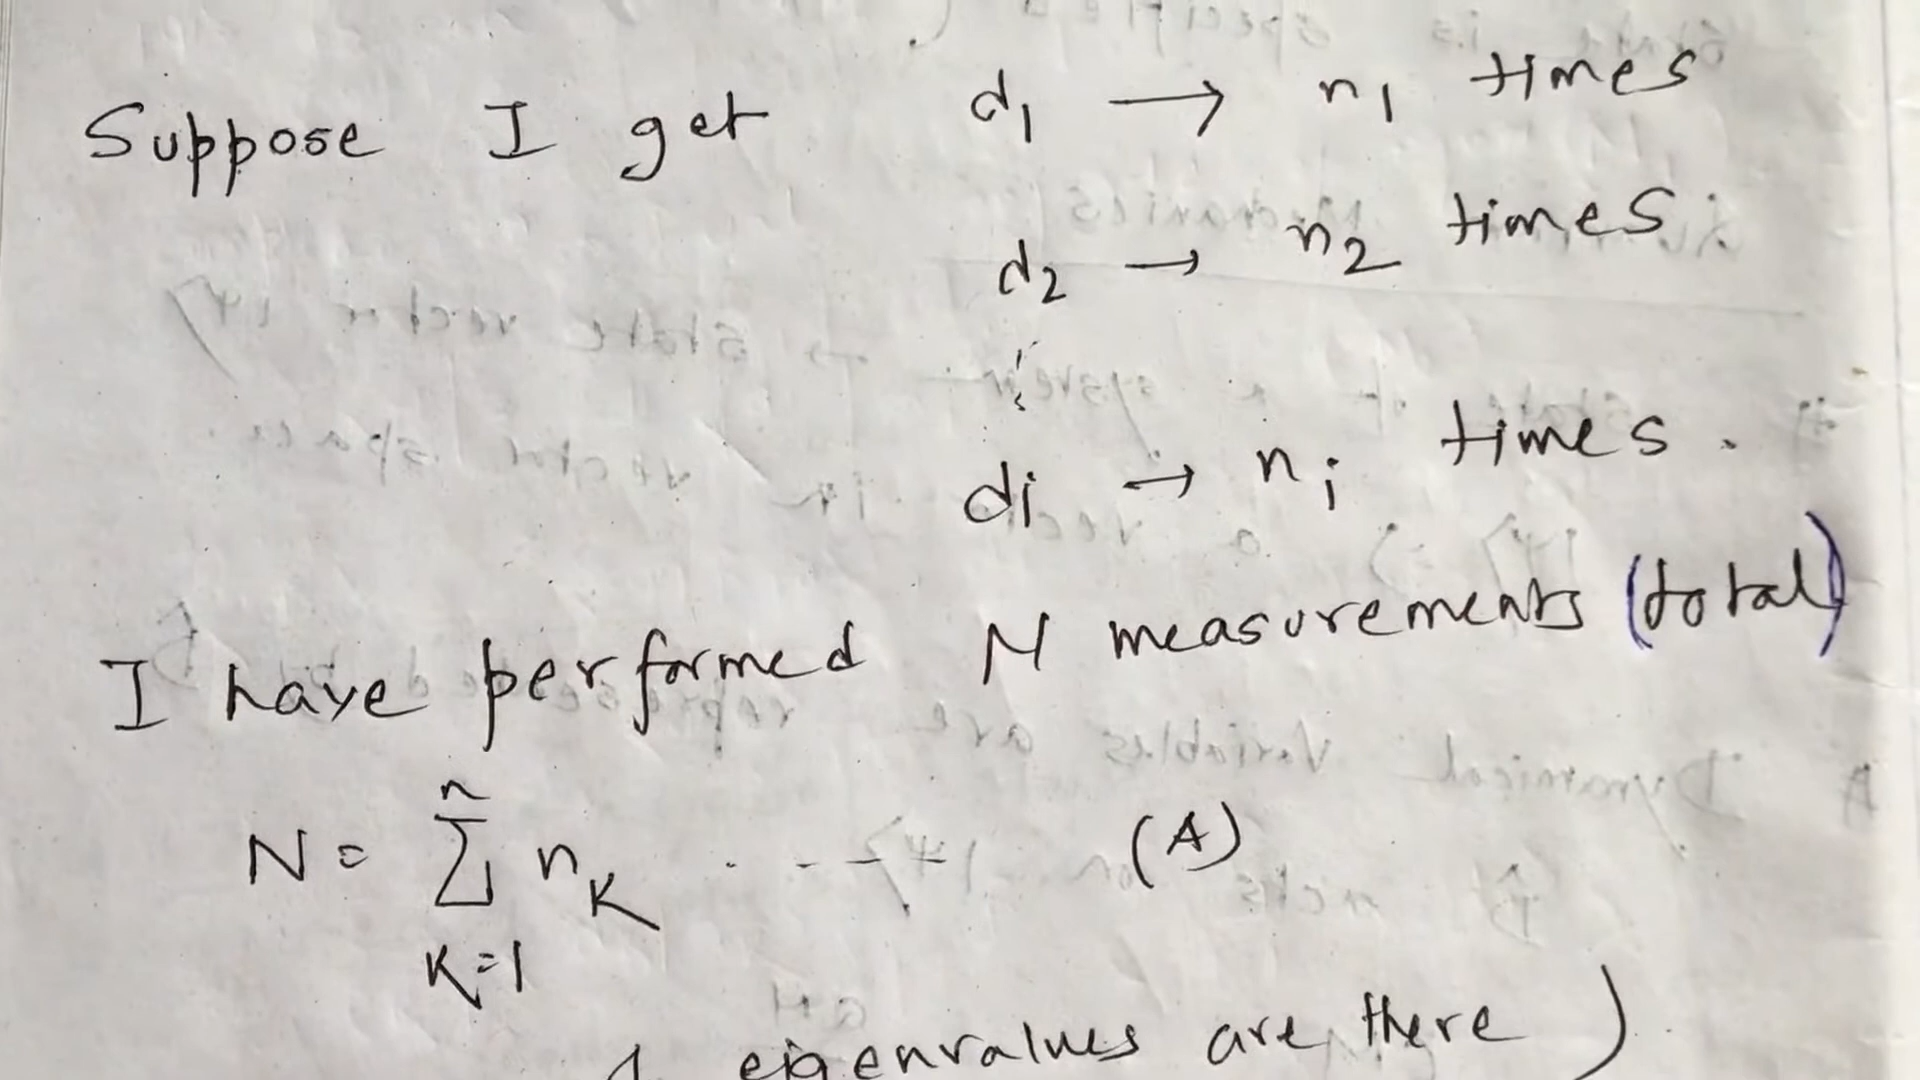 Suppose I get d₁ → n₁ times
d₂ → n₂ times
di → nᵢ times.
I have performed N measurements (total)
N = ∑ n_K ---- (A)
n
K=1
eigenvalues are there )